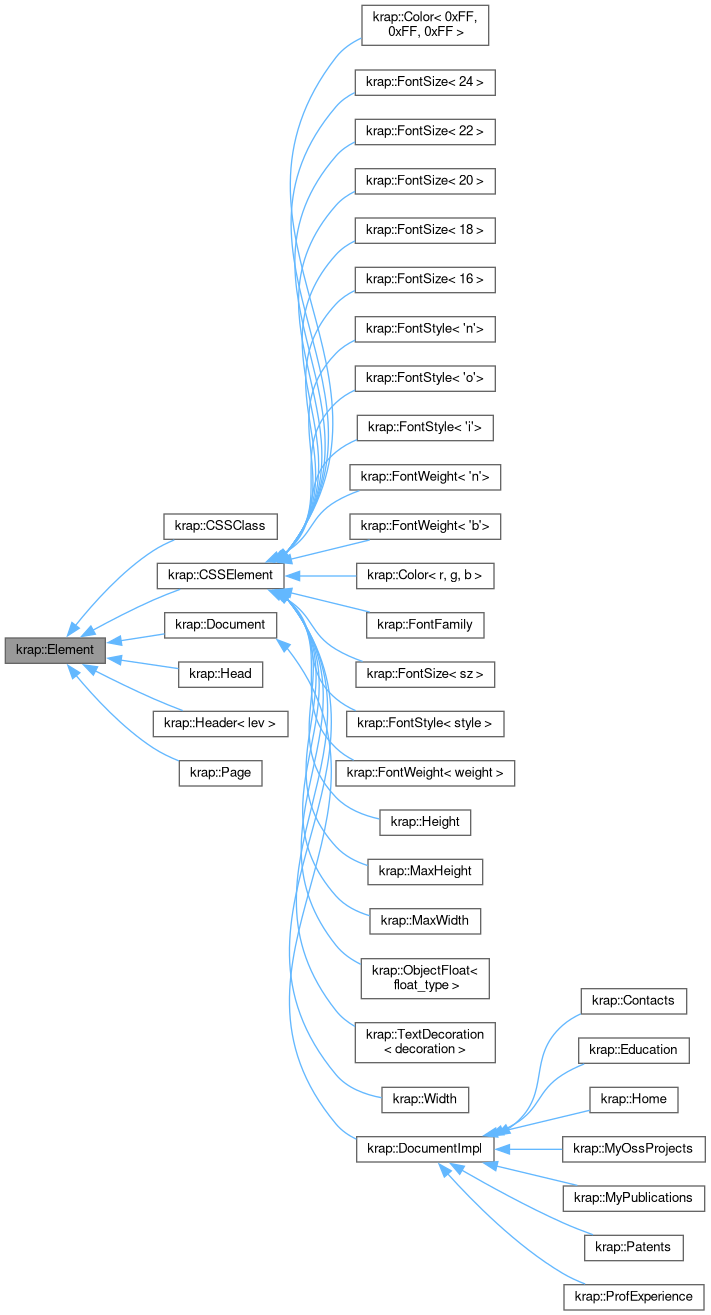 krap::Color< 0xFF,
0xFF, 0xFF >
krap::FontSize< 24 >
krap::FontSize< 22 >
krap::FontSize< 20 >
krap::FontSize< 18 >
krap::FontSize< 16 >
krap::FontStyle< 'n'>
krap::FontStyle< 'o'>
krap::FontStyle< 'i'>
krap::FontWeight< 'n'>
krap::CSSClass
krap::FontWeight< 'b'>
krap::CSSElement
krap::Color< r, g, b >
krap::Document
krap::FontFamily
krap::Element
krap::Head
krap::FontSize< sz >
krap::Header< lev >
krap::FontStyle< style >
krap::Page
krap::FontWeight< weight >
krap::Height
krap::MaxHeight
krap::MaxWidth
krap::ObjectFloat<
float_type >
krap::Contacts
krap::TextDecoration
< decoration >
krap::Education
krap::Width
krap::Home
krap::DocumentImpl
krap::MyOssProjects
krap::MyPublications
krap::Patents
krap::ProfExperience